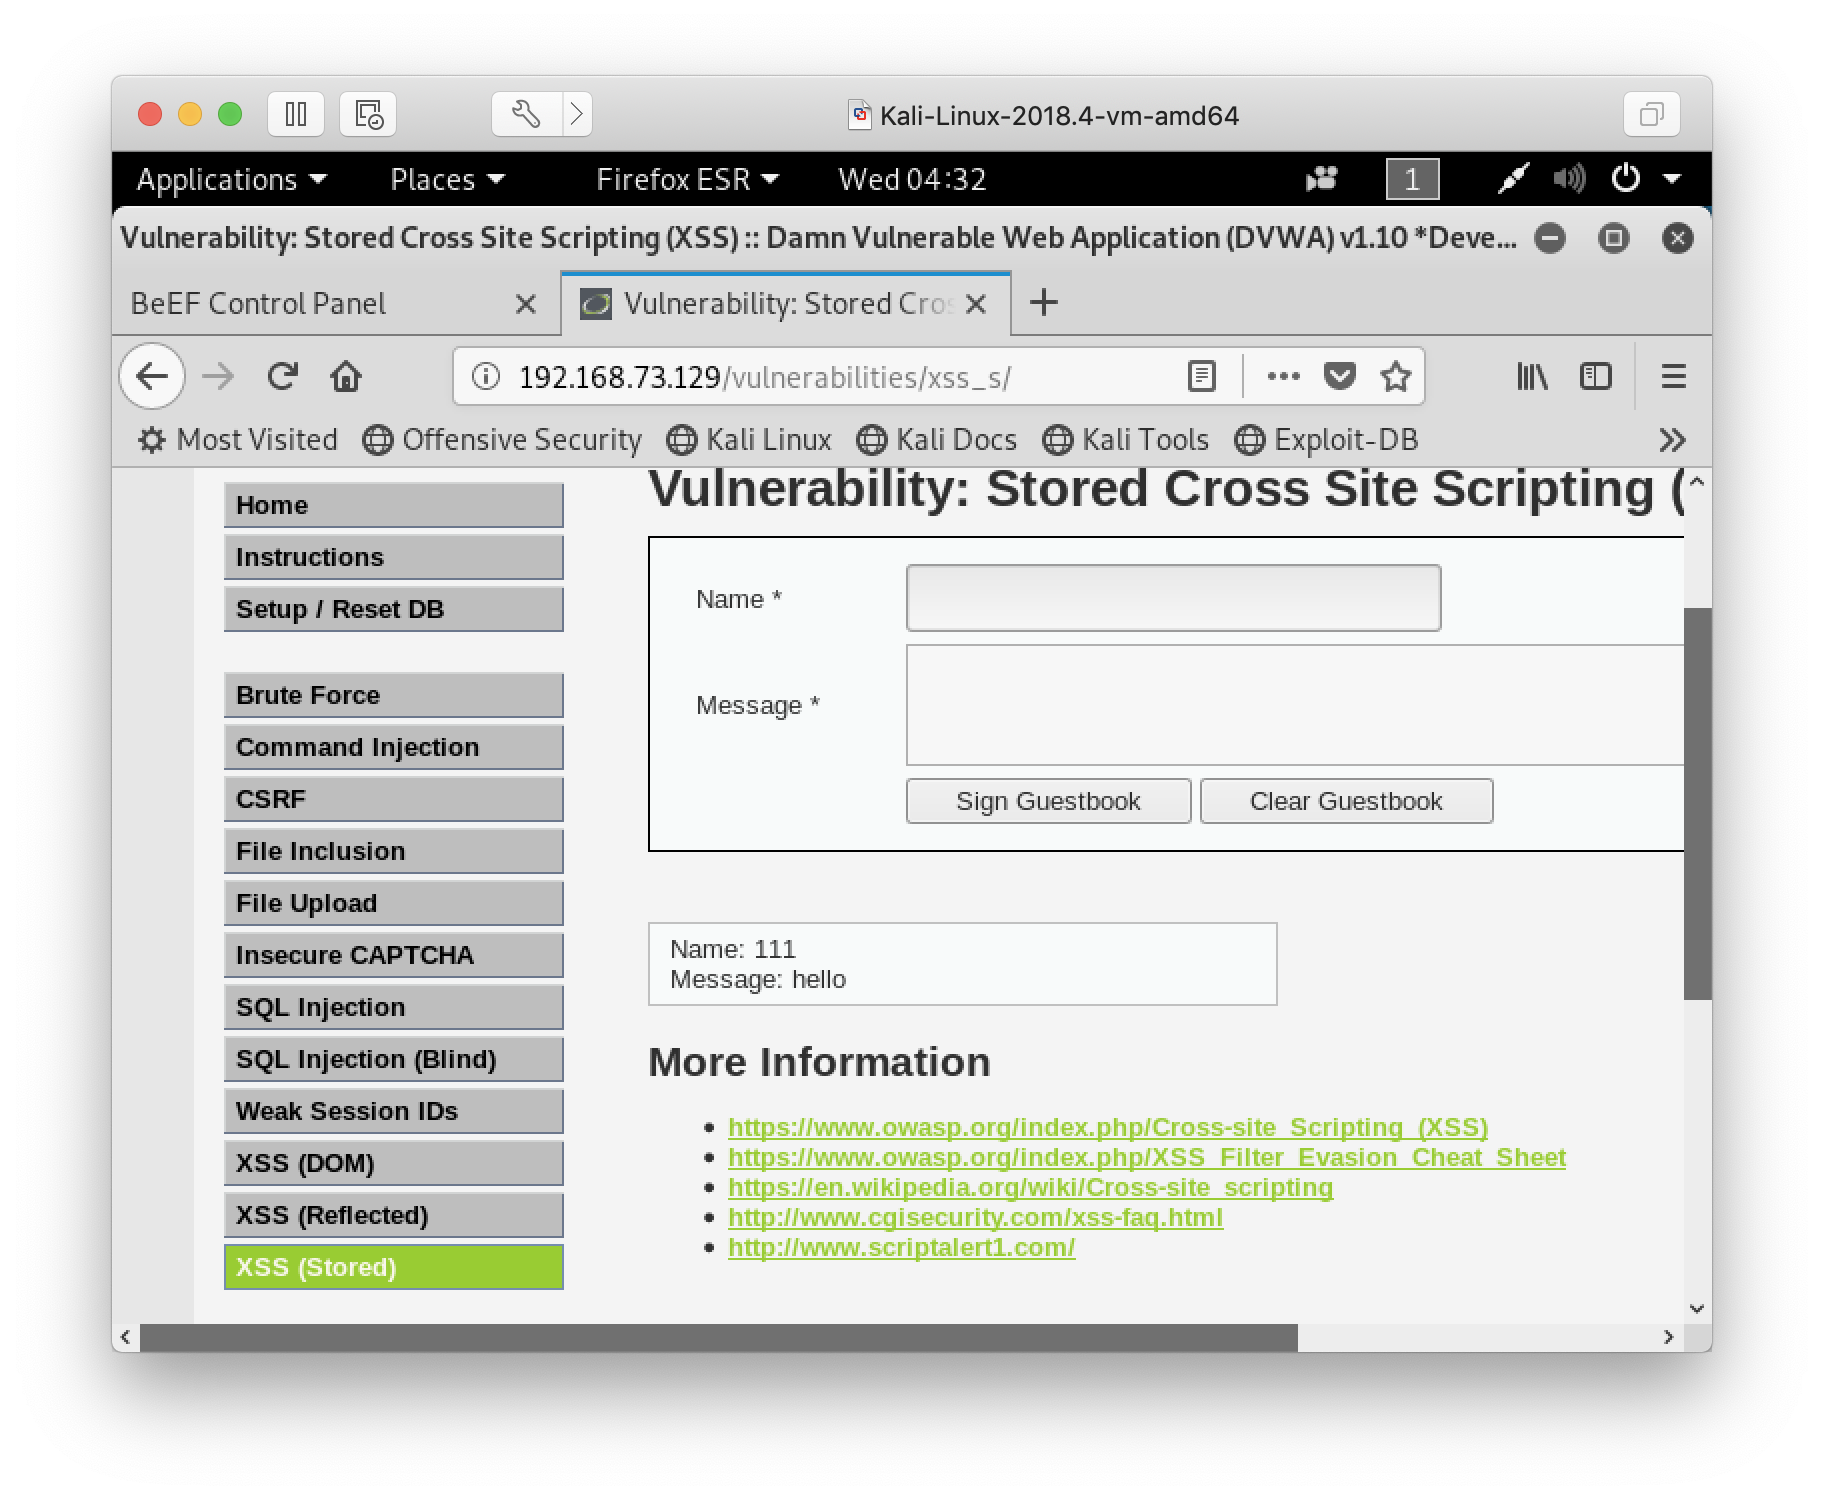 Kali-Linux-2018.4-vm-amd64
Applications Places Firefox ESR Wed 04:32 1
Vulnerability: Stored Cross Site Scripting (XSS) :: Damn Vulnerable Web Application (DVWA) v1.10 *Deve...
BeEF Control Panel Vulnerability: Stored Cros
192.168.73.129/vulnerabilities/xss_s/
Most Visited Offensive Security Kali Linux Kali Docs Kali Tools Exploit-DB
Home
Instructions
Setup / Reset DB
Brute Force
Command Injection
CSRF
File Inclusion
File Upload
Insecure CAPTCHA
SQL Injection
SQL Injection (Blind)
Weak Session IDs
XSS (DOM)
XSS (Reflected)
XSS (Stored)
Vulnerability: Stored Cross Site Scripting (
Name *
Message *
Sign Guestbook Clear Guestbook
Name: 111
Message: hello
More Information
https://www.owasp.org/index.php/Cross-site_Scripting_(XSS)
https://www.owasp.org/index.php/XSS_Filter_Evasion_Cheat_Sheet
https://en.wikipedia.org/wiki/Cross-site_scripting
http://www.cgisecurity.com/xss-faq.html
http://www.scriptalert1.com/